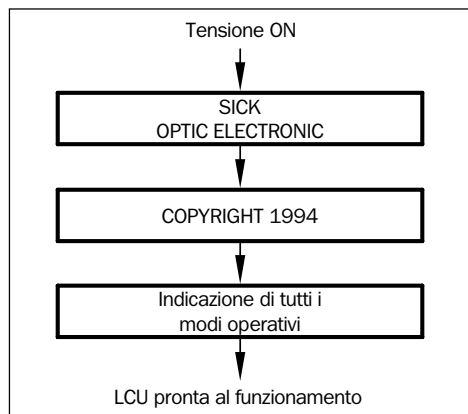 Tensione ON
SICK
OPTIC ELECTRONIC
COPYRIGHT 1994
Indicazione di tutti i
modi operativi
LCU pronta al funzionamento